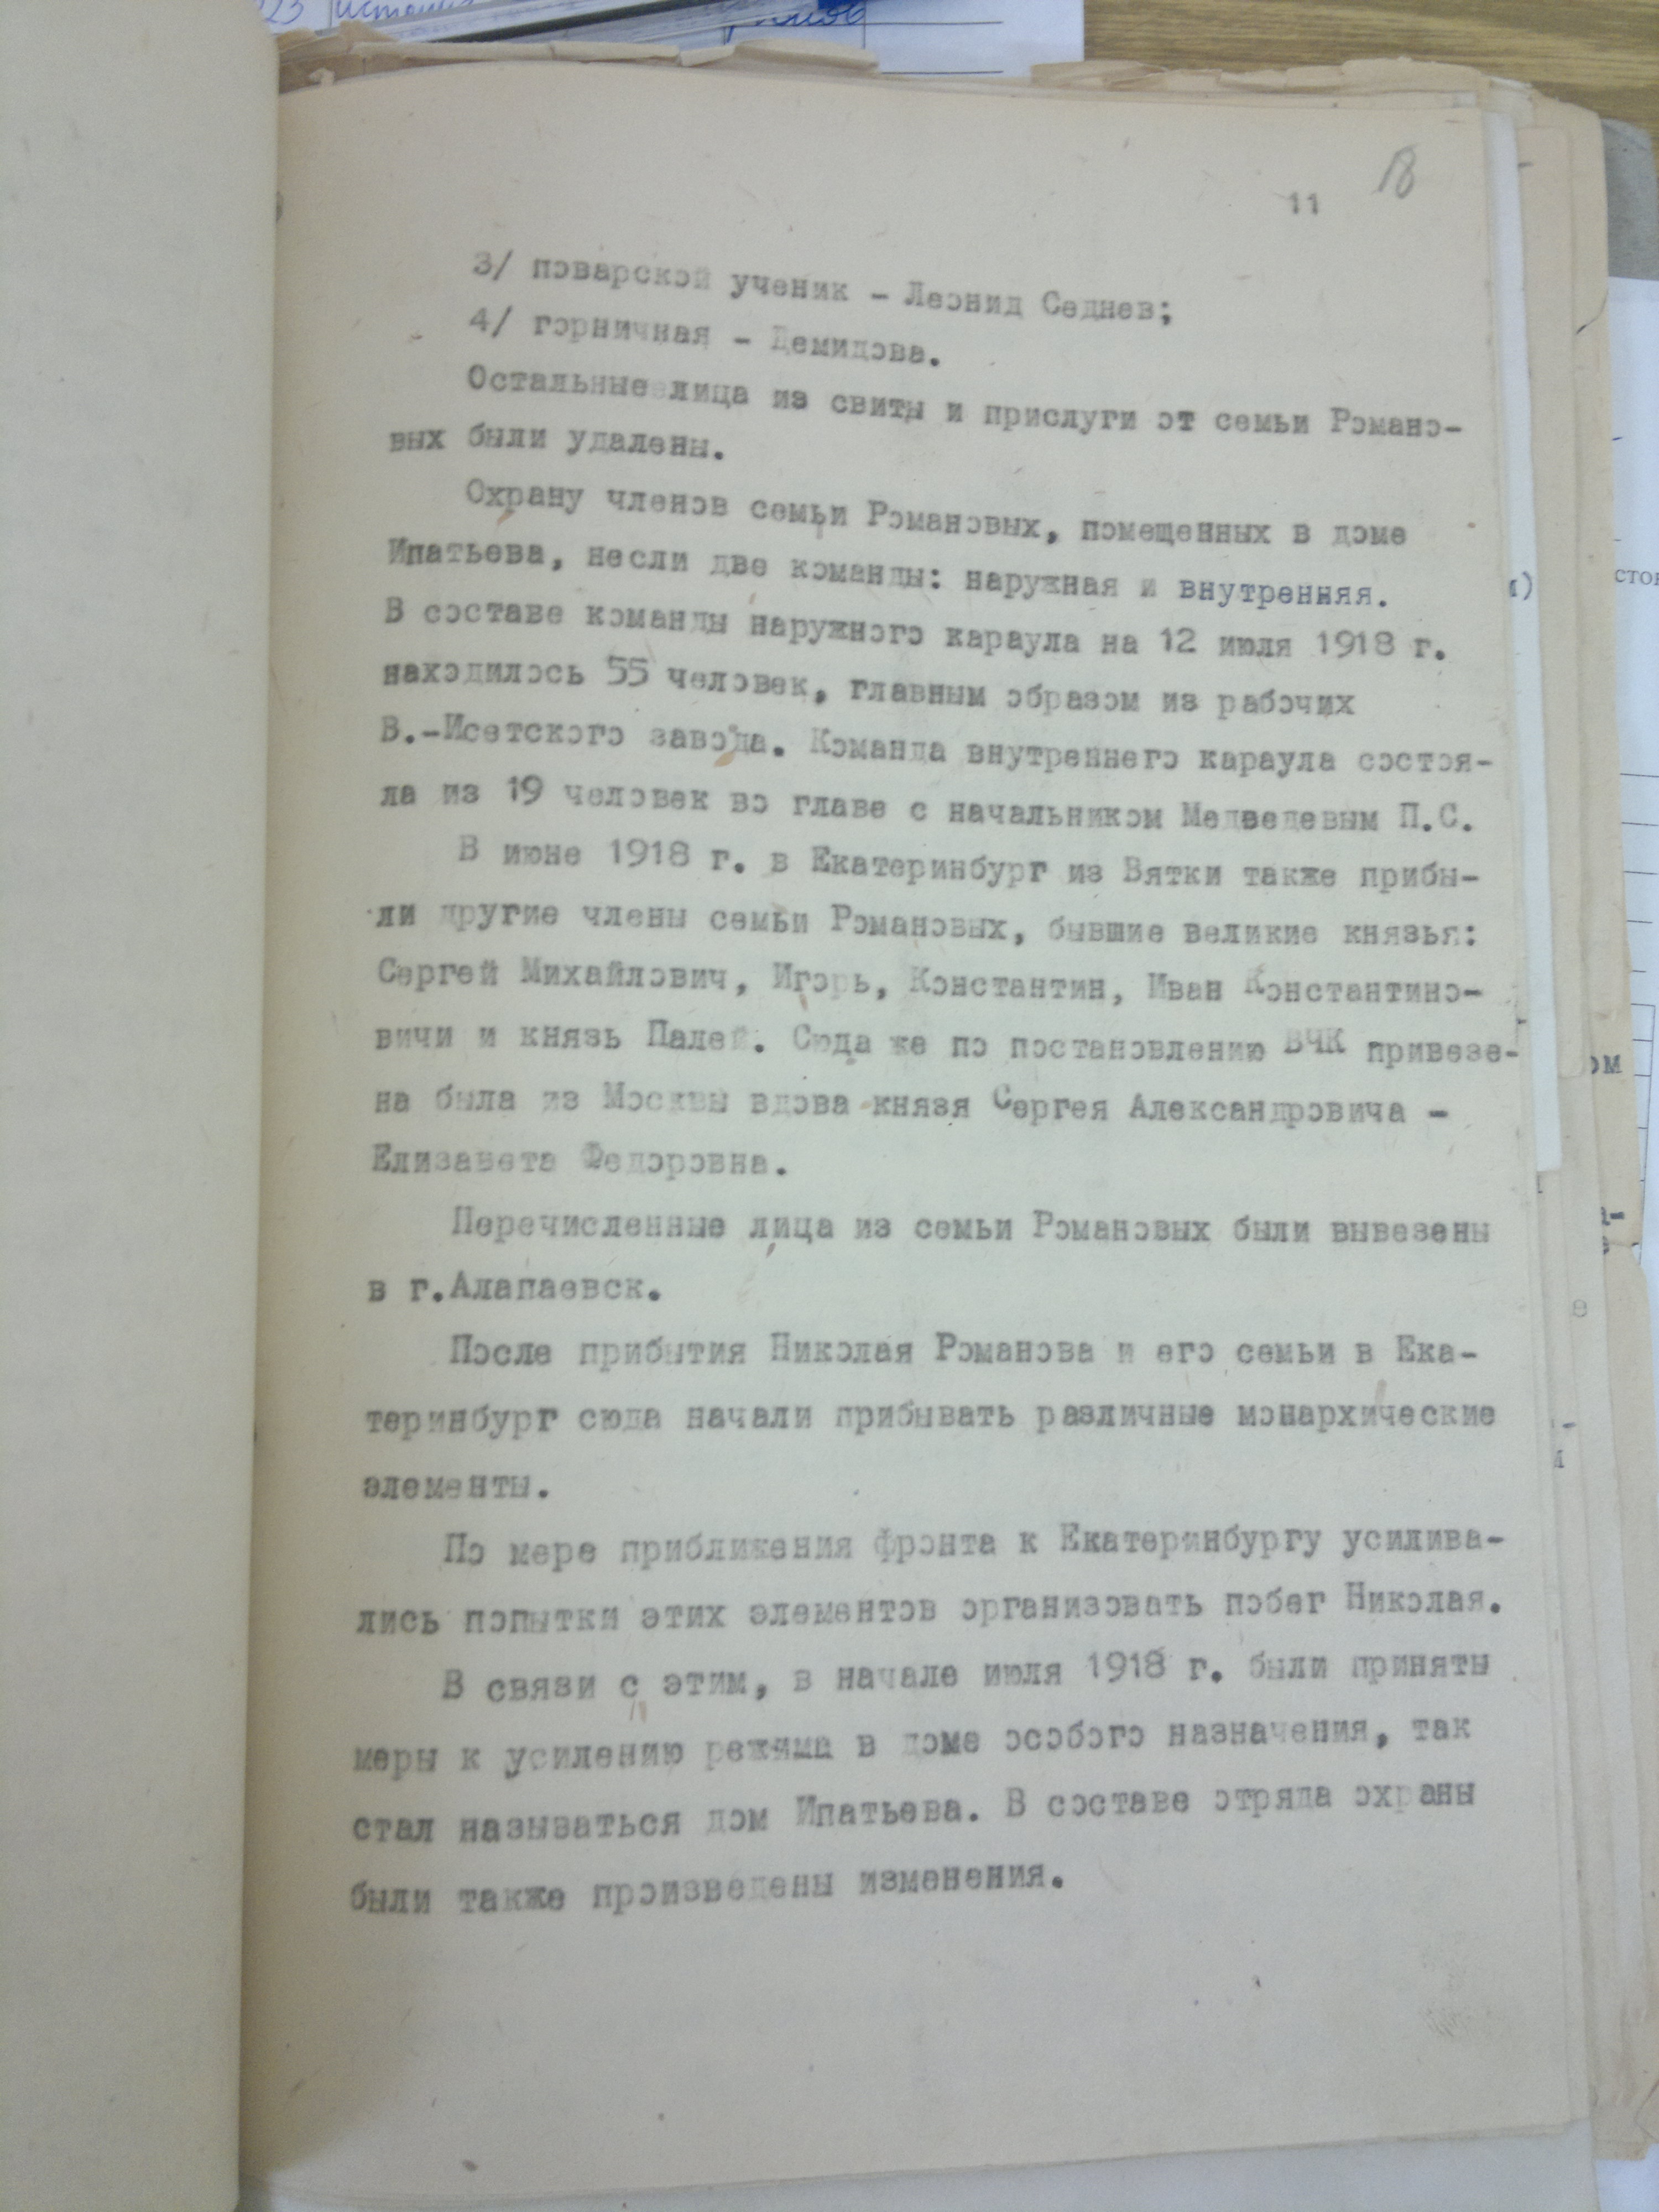 11
18
3/ поварской ученик - Леонид Седнев;
4/ горничная - Демидова.
Остальные лица из свиты и прислуги от семьи Романо-
вых были удалены.
Охрану членов семьи Романовых, помещенных в доме
Ипатьева, несли две команды: наружная и внутренняя.
В составе команды наружного караула на 12 июля 1918 г.
находилось 55 человек, главным образом из рабочих
В.-Исетского завода. Команда внутреннего караула состоя-
ла из 19 человек во главе с начальником Медведевым П.С.
В июне 1918 г. в Екатеринбург из Вятки также прибы-
ли другие члены семьи Романовых, бывшие великие князья:
Сергей Михайлович, Игорь, Константин, Иван Константино-
вичи и князь Палей. Сюда же по постановлению ВЧК привезе-
на была из Москвы вдова князя Сергея Александровича -
Елизавета Федоровна.
Перечисленные лица из семьи Романовых были вывезены
в г.Алапаевск.
После прибытия Николая Романова и его семьи в Ека-
теринбург сюда начали прибывать различные монархические
элементы.
По мере приближения фронта к Екатеринбургу усилива-
лись попытки этих элементов организовать побег Николая.
В связи с этим, в начале июля 1918 г. были приняты
меры к усилению режима в доме особого назначения, так
стал называться дом Ипатьева. В составе отряда охраны
были также произведены изменения.